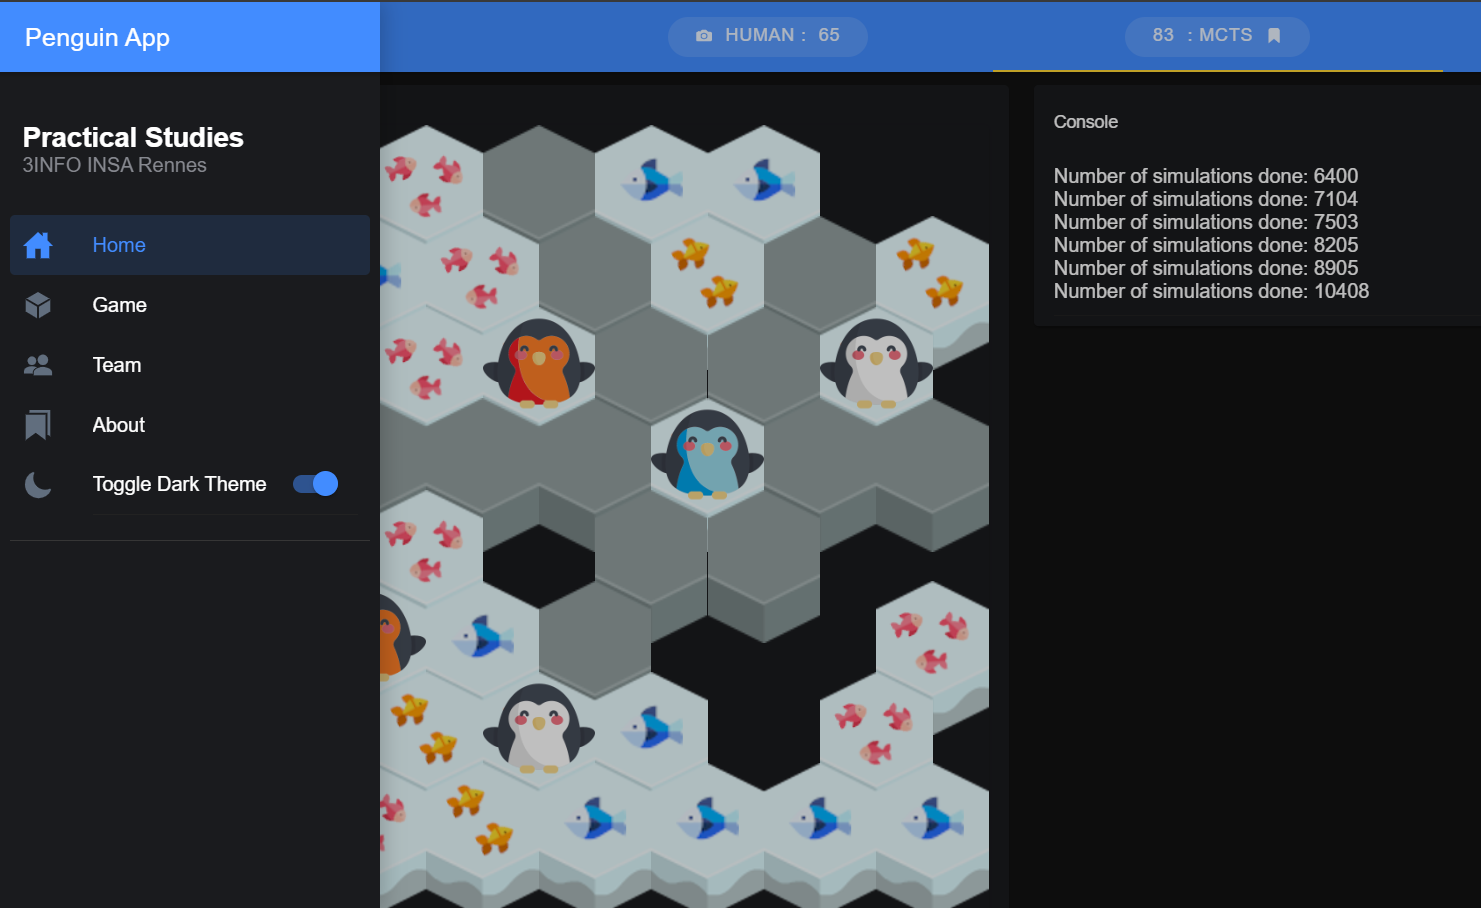 Penguin App
HUMAN : 65
83 : MCTS
Practical Studies
3INFO INSA Rennes
Home
Game
Team
About
Toggle Dark Theme
Console
Number of simulations done: 6400
Number of simulations done: 7104
Number of simulations done: 7503
Number of simulations done: 8205
Number of simulations done: 8905
Number of simulations done: 10408